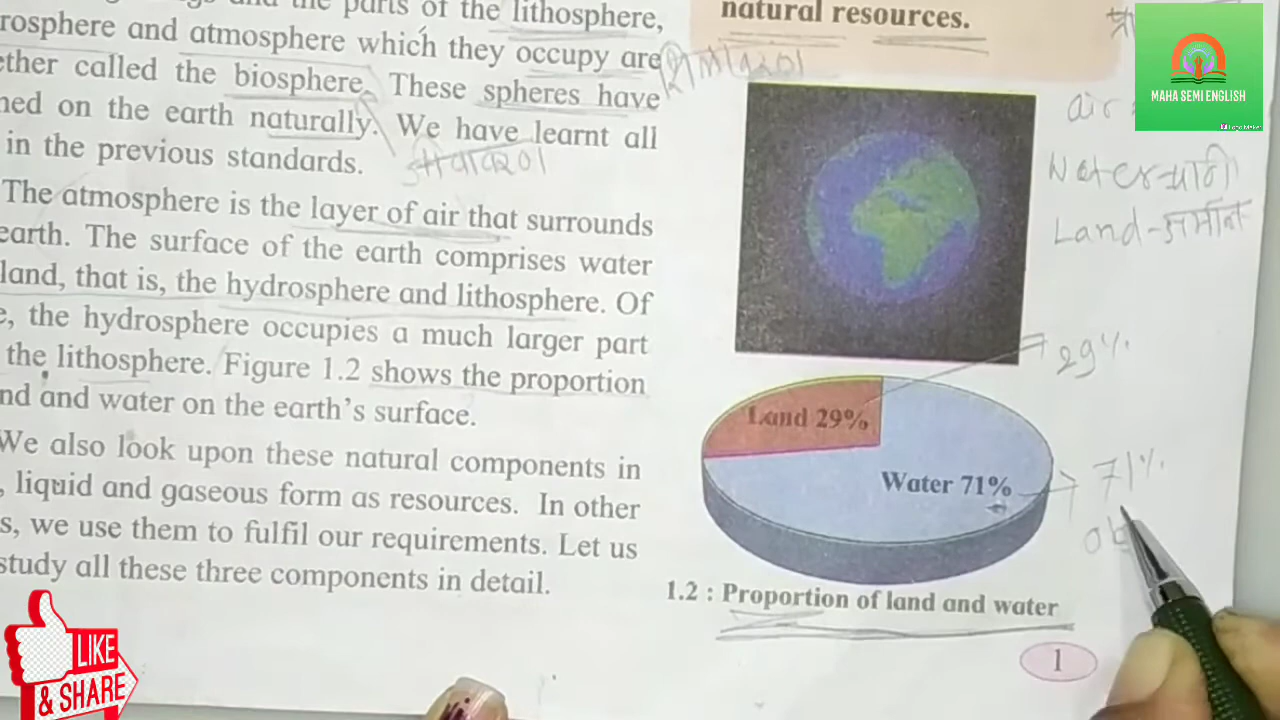 the parts of the lithosphere,
rosphere and atmosphere which they occupy are
ether called the biosphere. These spheres have
ned on the earth naturally. We have learnt all
in the previous standards.
The atmosphere is the layer of air that surrounds
earth. The surface of the earth comprises water
land, that is, the hydrosphere and lithosphere. Of
e, the hydrosphere occupies a much larger part
the lithosphere. Figure 1.2 shows the proportion
nd and water on the earth's surface.
We also look upon these natural components in
, liquid and gaseous form as resources. In other
s, we use them to fulfil our requirements. Let us
study all these three components in detail.
natural resources.
MAHA SEMI ENGLISH
air
Water-पाणी
Land-जमीन
29%
Land 29%
Water 71%
71%
1.2 : Proportion of land and water
1
LIKE
& SHARE